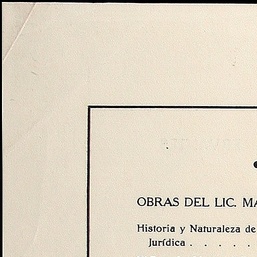 OBRAS DEL LIC. MA
Historia y Naturaleza de
Jurídica . . . .